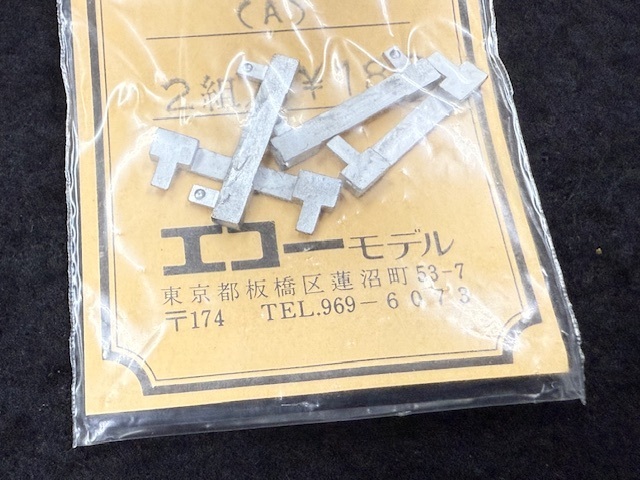 (A)
2組入¥18
エコーモデル
東京都板橋区蓮沼町53-7
〒174 TEL.969-6073